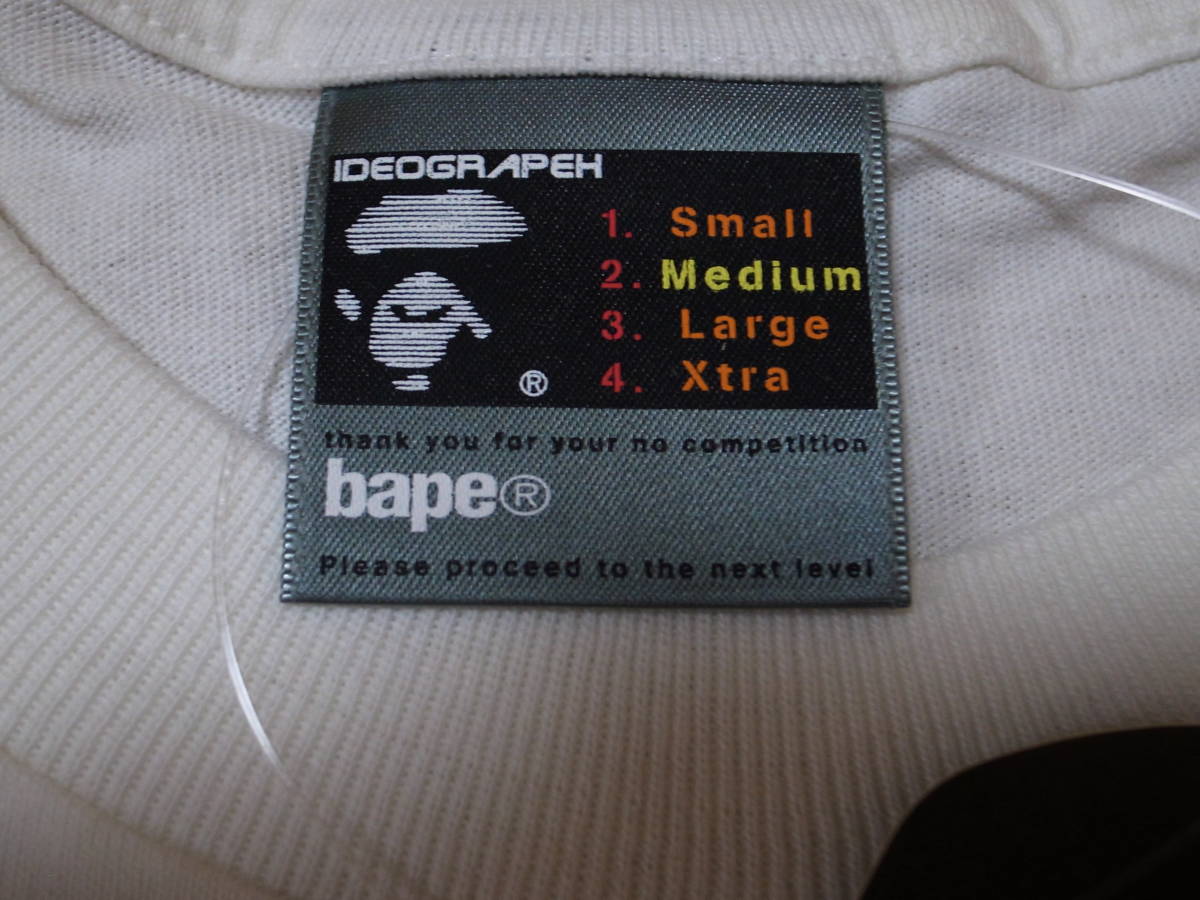 IDEOGRAPEH
1. Small
2. Medium
3. Large
4. Xtra
®
thank you for your no competition
bape®
Please proceed to the next level